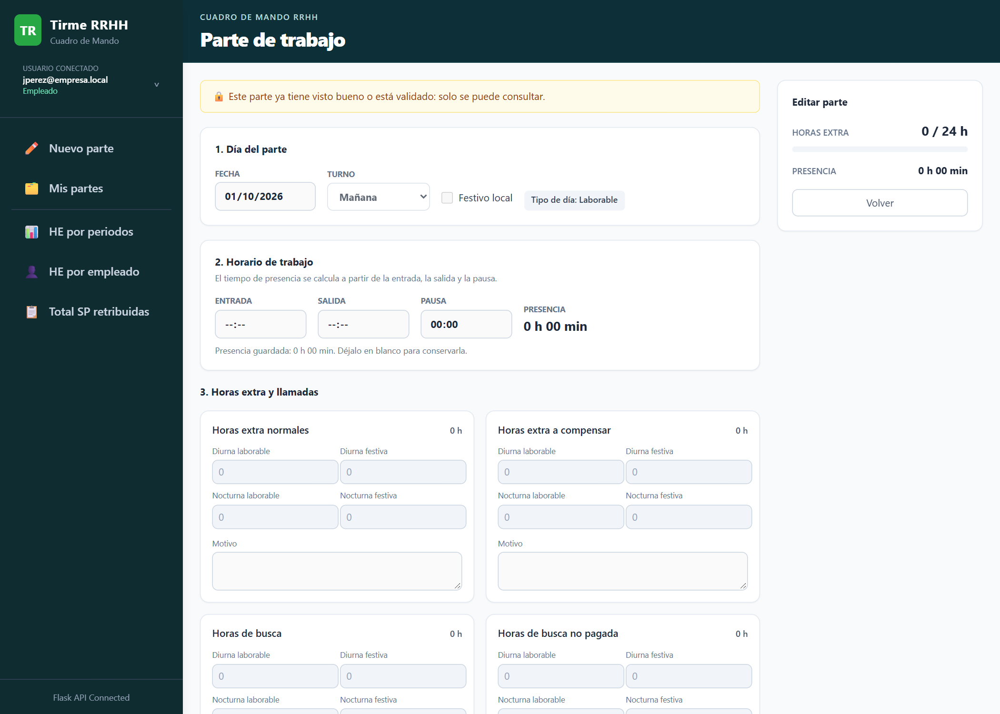 TR
Tirme RRHH
Cuadro de Mando
USUARIO CONECTADO
jperez@empresa.local
Empleado
v
Nuevo parte
Mis partes
HE por periodos
HE por empleado
Total SP retribuidas
Flask API Connected
CUADRO DE MANDO RRHH
Parte de trabajo
Este parte ya tiene visto bueno o está validado: solo se puede consultar.
1. Día del parte
FECHA
TURNO
01/10/2026
Mañana
Festivo local
Tipo de día: Laborable
2. Horario de trabajo
El tiempo de presencia se calcula a partir de la entrada, la salida y la pausa.
ENTRADA
SALIDA
PAUSA
PRESENCIA
--:--
--:--
00:00
0 h 00 min
Presencia guardada: 0 h 00 min. Déjalo en blanco para conservarla.
3. Horas extra y llamadas
Horas extra normales
0 h
Diurna laborable
Diurna festiva
0
0
Nocturna laborable
Nocturna festiva
0
0
Motivo
Horas extra a compensar
0 h
Diurna laborable
Diurna festiva
0
0
Nocturna laborable
Nocturna festiva
0
0
Motivo
Horas de busca
0 h
Diurna laborable
Diurna festiva
0
0
Nocturna laborable
Nocturna festiva
Horas de busca no pagada
0 h
Diurna laborable
Diurna festiva
0
0
Nocturna laborable
Nocturna festiva
Editar parte
HORAS EXTRA
0 / 24 h
PRESENCIA
0 h 00 min
Volver